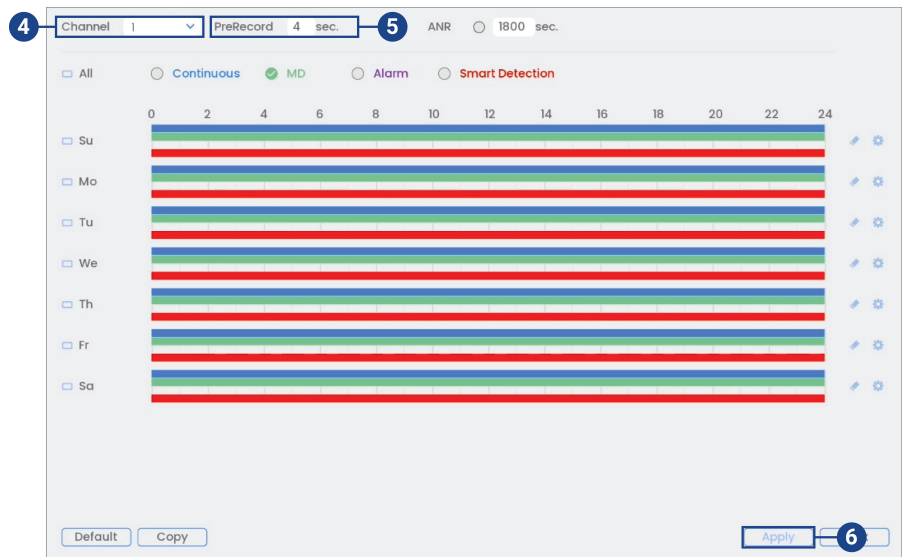 4 Channel 1 PreRecord 4 sec. 5 ANR 1800 sec.
All Continuous MD Alarm Smart Detection
0 2 4 6 8 10 12 14 16 18 20 22 24
Su
Mo
Tu
We
Th
Fr
Sa
Default Copy Apply 6